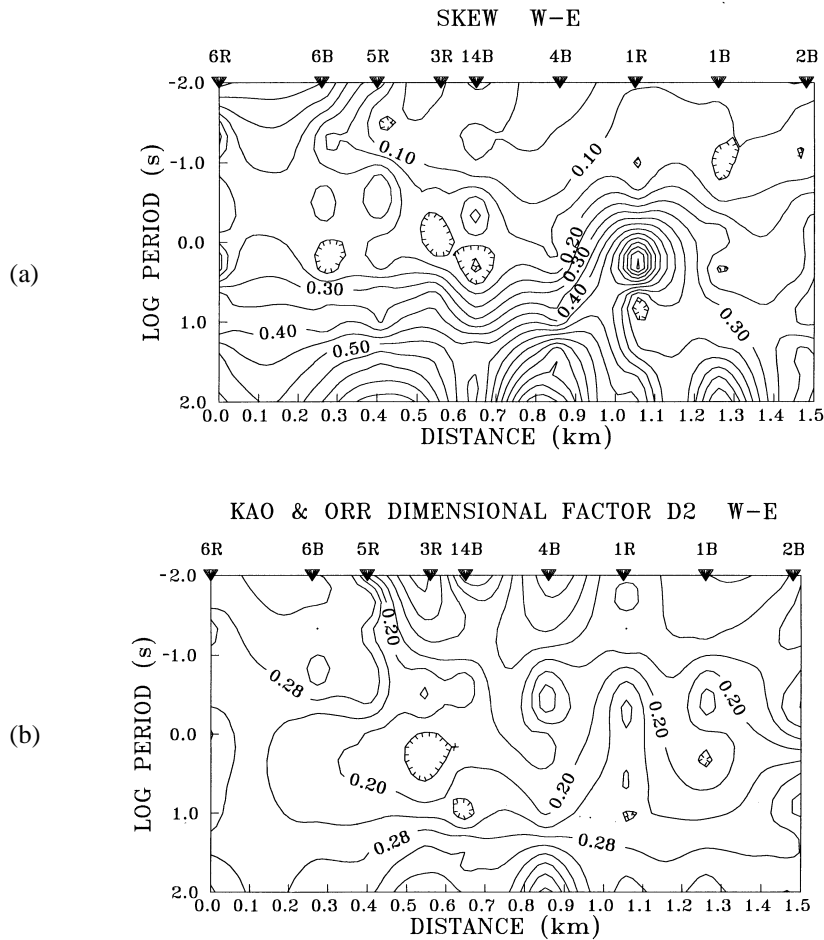 SKEW W-E
6R 6B 5R 3R 14B 4B 1R 1B 2B
-2.0
0.10
-1.0
0.10
LOG PERIOD (s)
0.0
0.20
0.30
(a)
0.30
0.40
1.0
0.40
0.30
0.50
2.0
0.0 0.1 0.2 0.3 0.4 0.5 0.6 0.7 0.8 0.9 1.0 1.1 1.2 1.3 1.4 1.5
DISTANCE (km)
KAO & ORR DIMENSIONAL FACTOR D2 W-E
6R 6B 5R 3R 14B 4B 1R 1B 2B
-2.0
0.20
-1.0
0.28
LOG PERIOD (s)
0.20
0.20
(b)
0.0
0.20
0.20
1.0
0.28
0.28
2.0
0.0 0.1 0.2 0.3 0.4 0.5 0.6 0.7 0.8 0.9 1.0 1.1 1.2 1.3 1.4 1.5
DISTANCE (km)